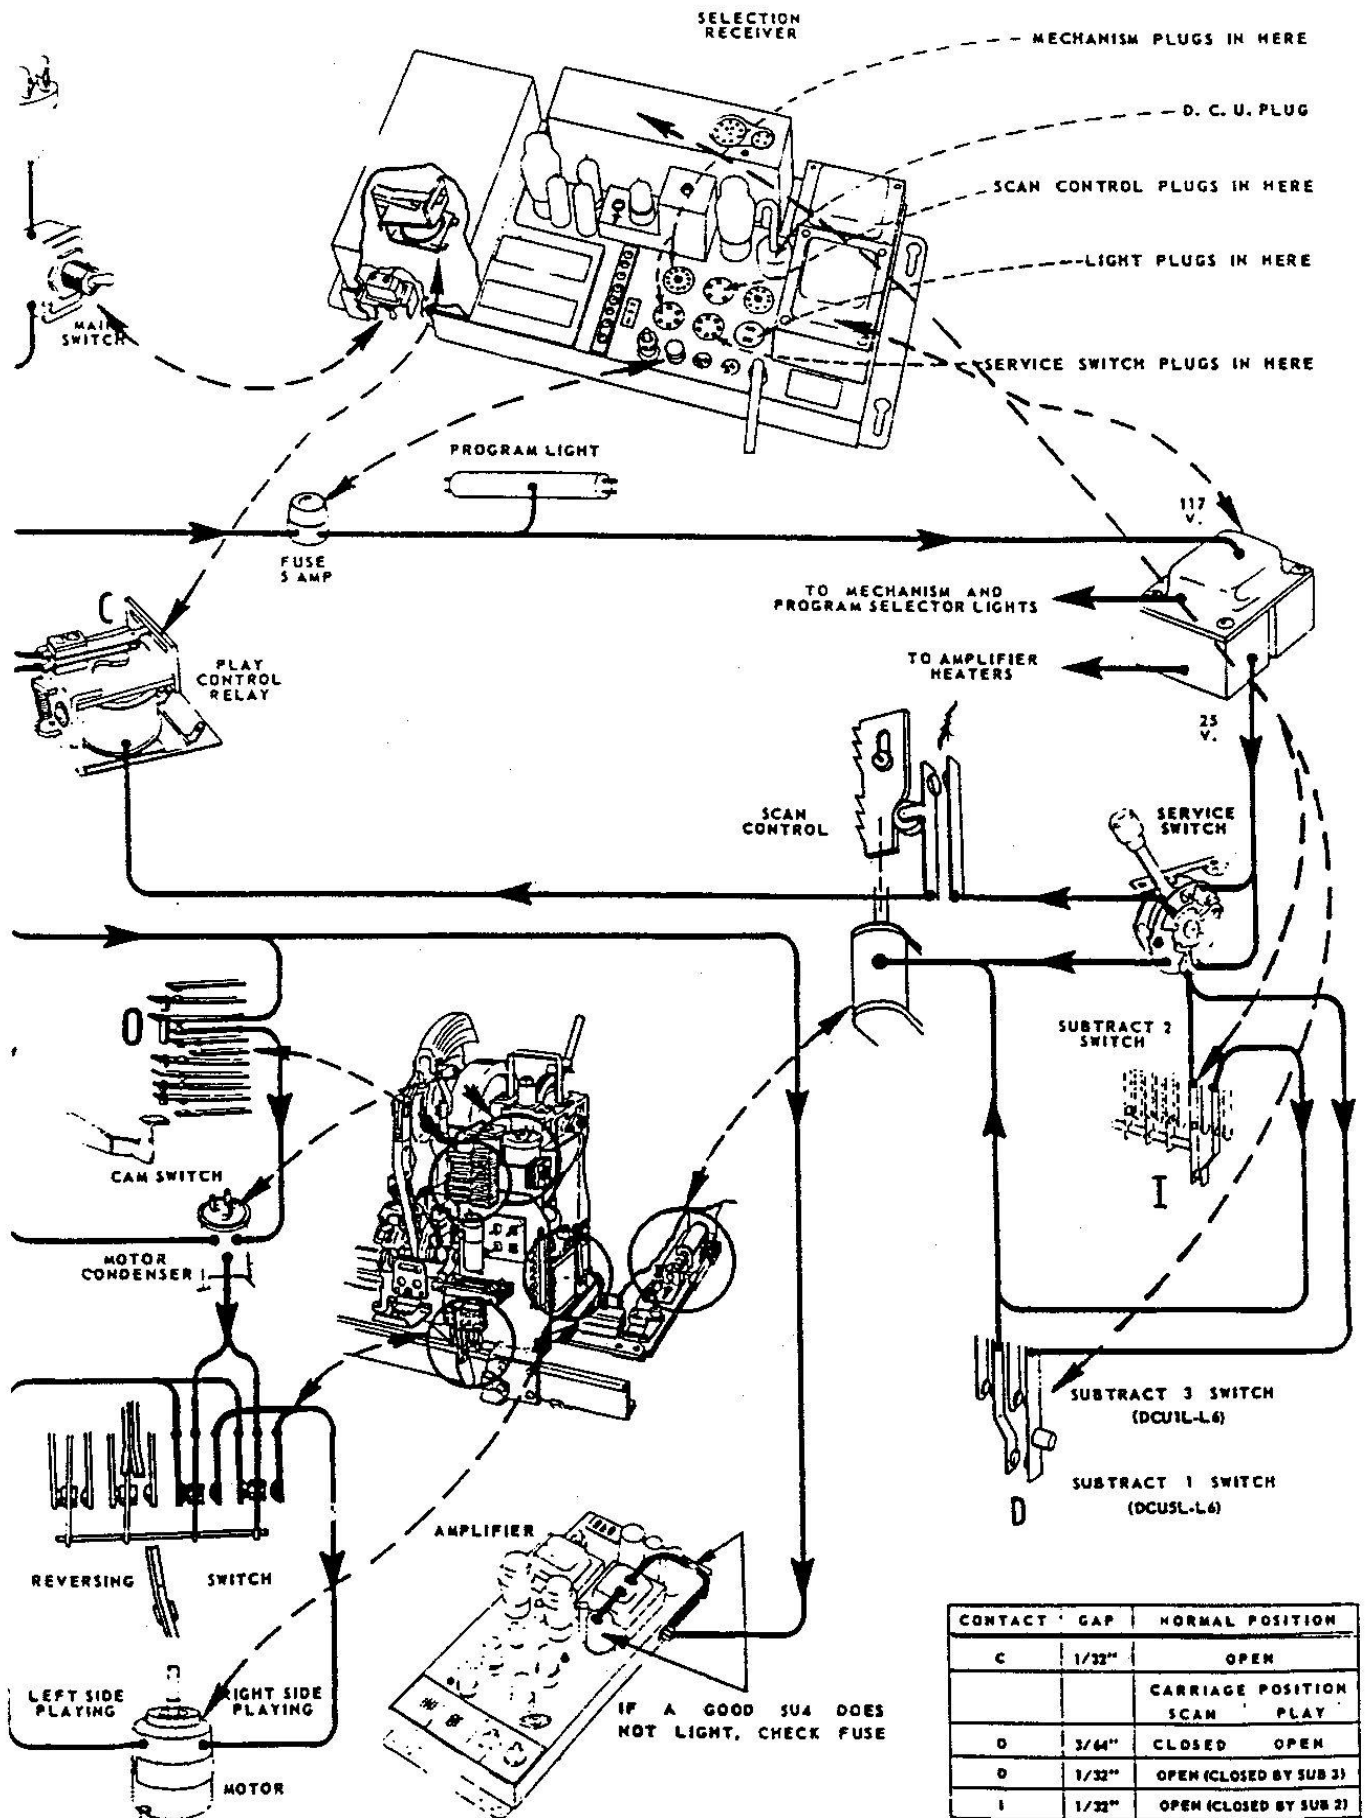 SELECTION
RECEIVER
MECHANISM PLUGS IN HERE
D. C. U. PLUG
SCAN CONTROL PLUGS IN HERE
LIGHT PLUGS IN HERE
SERVICE SWITCH PLUGS IN HERE
MAIN
SWITCH
PROGRAM LIGHT
FUSE
5 AMP
117
V.
TO MECHANISM AND
PROGRAM SELECTOR LIGHTS
TO AMPLIFIER
HEATERS
C
PLAY
CONTROL
RELAY
25
V.
SCAN
CONTROL
SERVICE
SWITCH
O
CAM SWITCH
SUBTRACT 2
SWITCH
I
MOTOR
CONDENSER
SUBTRACT 3 SWITCH
(DCU1L-L6)
SUBTRACT 1 SWITCH
(DCU5L-L6)
D
REVERSING SWITCH
AMPLIFIER
LEFT SIDE
PLAYING
RIGHT SIDE
PLAYING
MOTOR
IF A GOOD 5U4 DOES
NOT LIGHT, CHECK FUSE
CONTACT GAP NORMAL POSITION
C 1/32" OPEN
CARRIAGE POSITION
SCAN PLAY
O 3/64" CLOSED OPEN
D 1/32" OPEN (CLOSED BY SUB 3)
I 1/32" OPEN (CLOSED BY SUB 2)